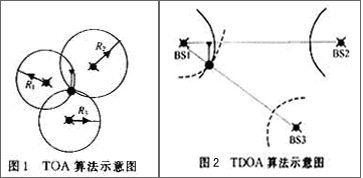 R₂
R₁
R₃
图1 TOA 算法示意图
BS1
BS2
BS3
图2 TDOA 算法示意图